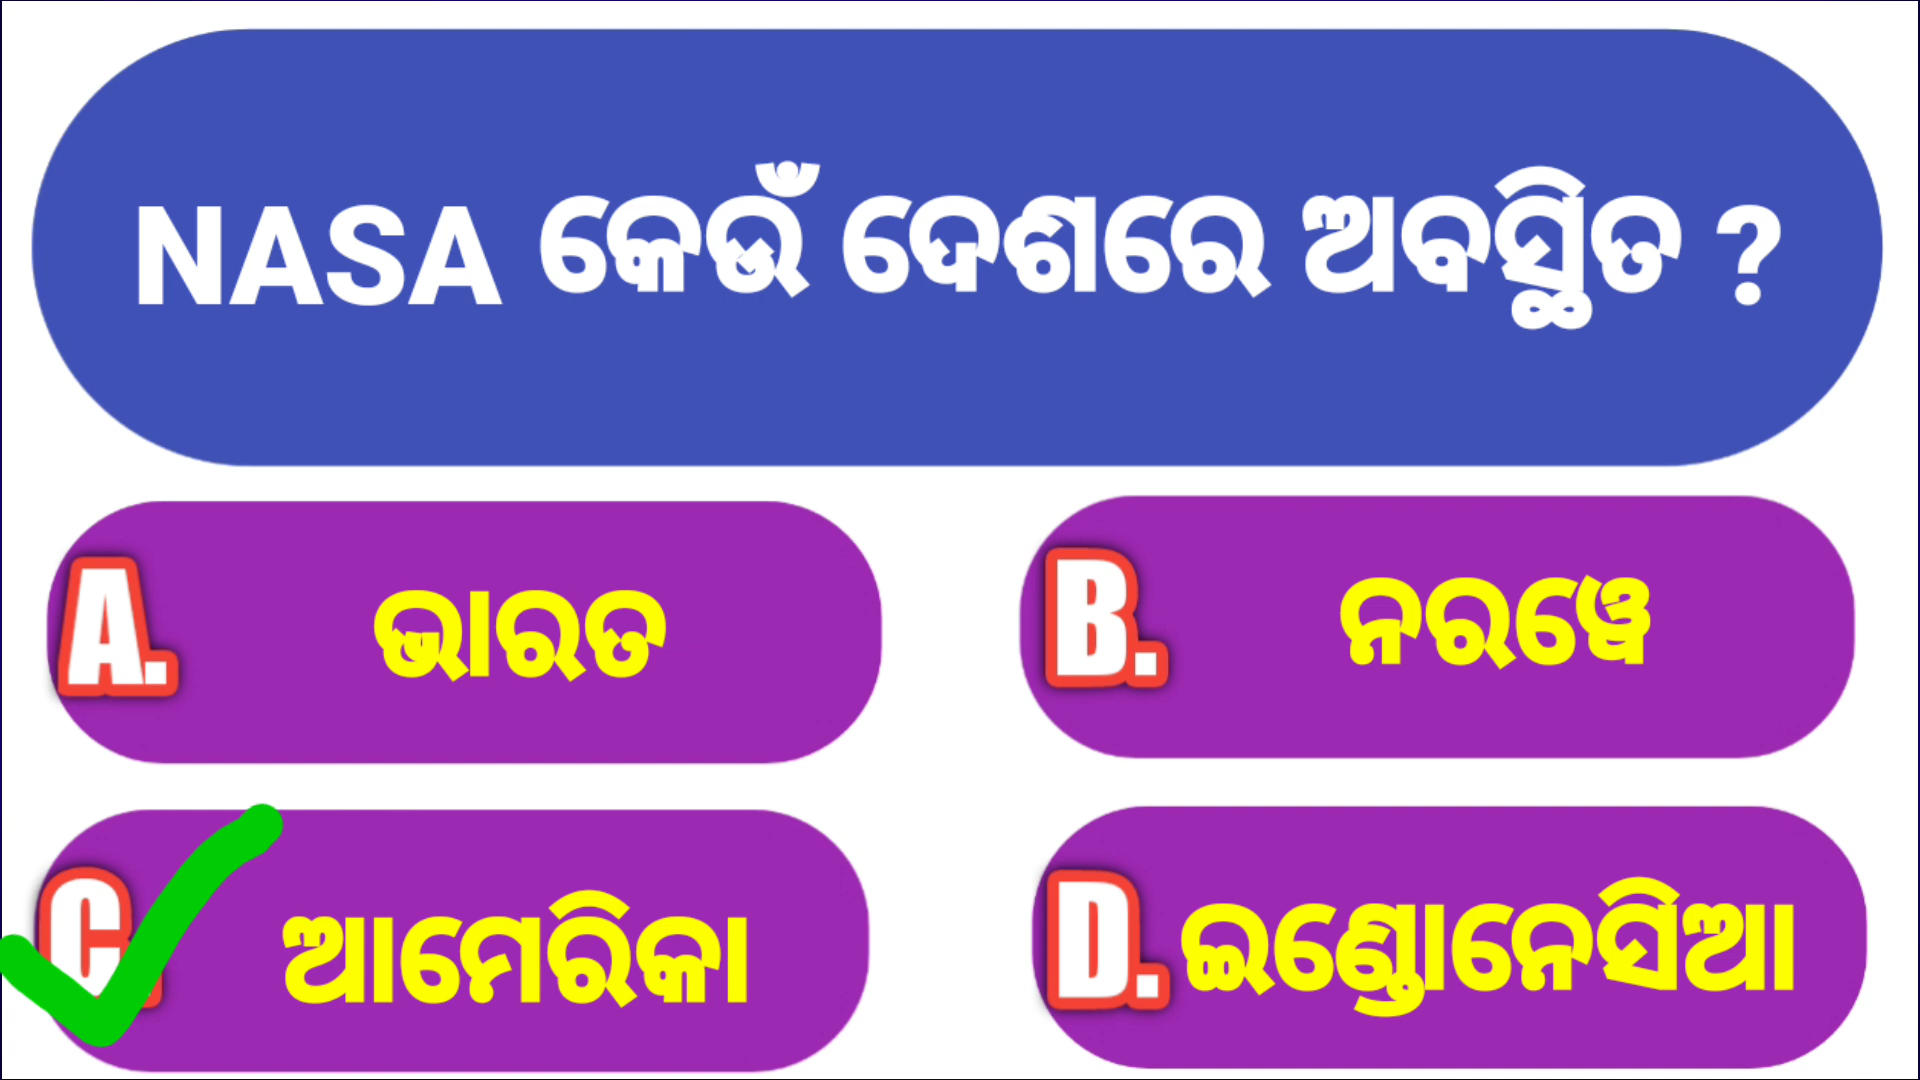 NASA କେଉଁ ଦେଶରେ ଅବସ୍ଥିତ ?
A. ଭାରତ
B. ନରୱେ
C. ଆମେରିକା
D. ଇଣ୍ଡୋନେସିଆ